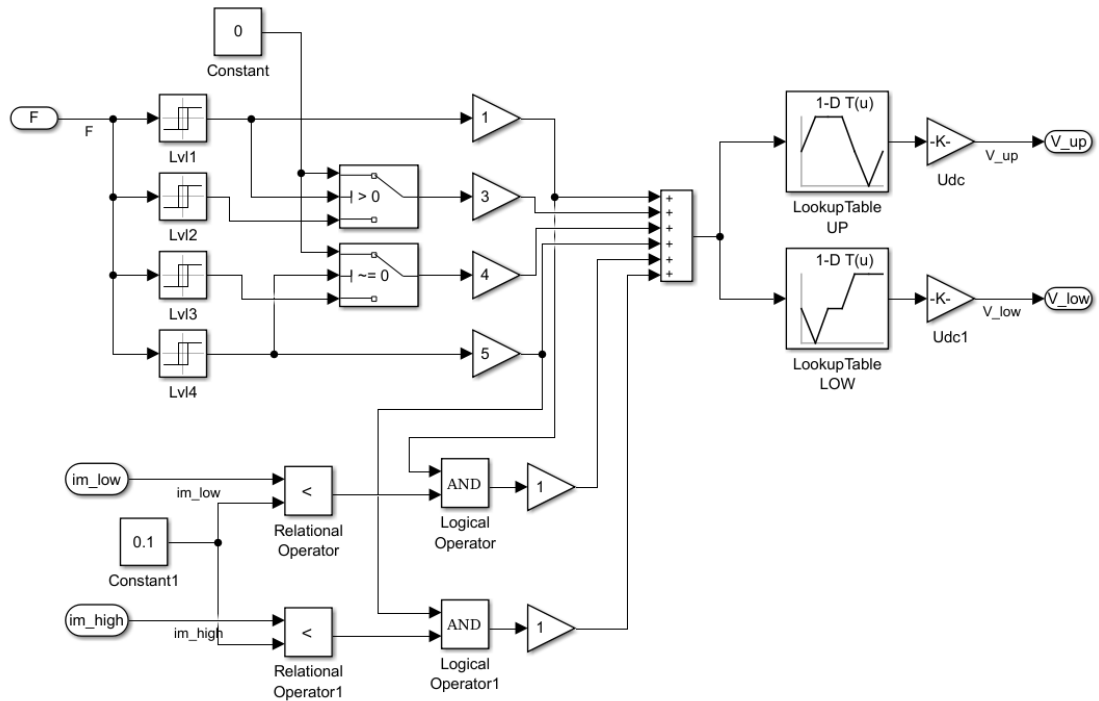 0
Constant
F
F
Lvl1
1
1-D T(u)
LookupTable
UP
-K-
Udc
V_up
V_up
Lvl2
> 0
3
+
+
+
+
+
+
Lvl3
~= 0
4
1-D T(u)
LookupTable
LOW
-K-
Udc1
V_low
V_low
Lvl4
5
im_low
im_low
<
Relational
Operator
AND
Logical
Operator
1
0.1
Constant1
im_high
im_high
<
Relational
Operator1
AND
Logical
Operator1
1